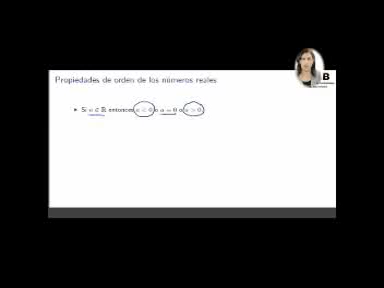 Propiedades de orden de los números reales
Si a ∈ ℝ entonces a < 0 o a = 0 o a > 0.
B